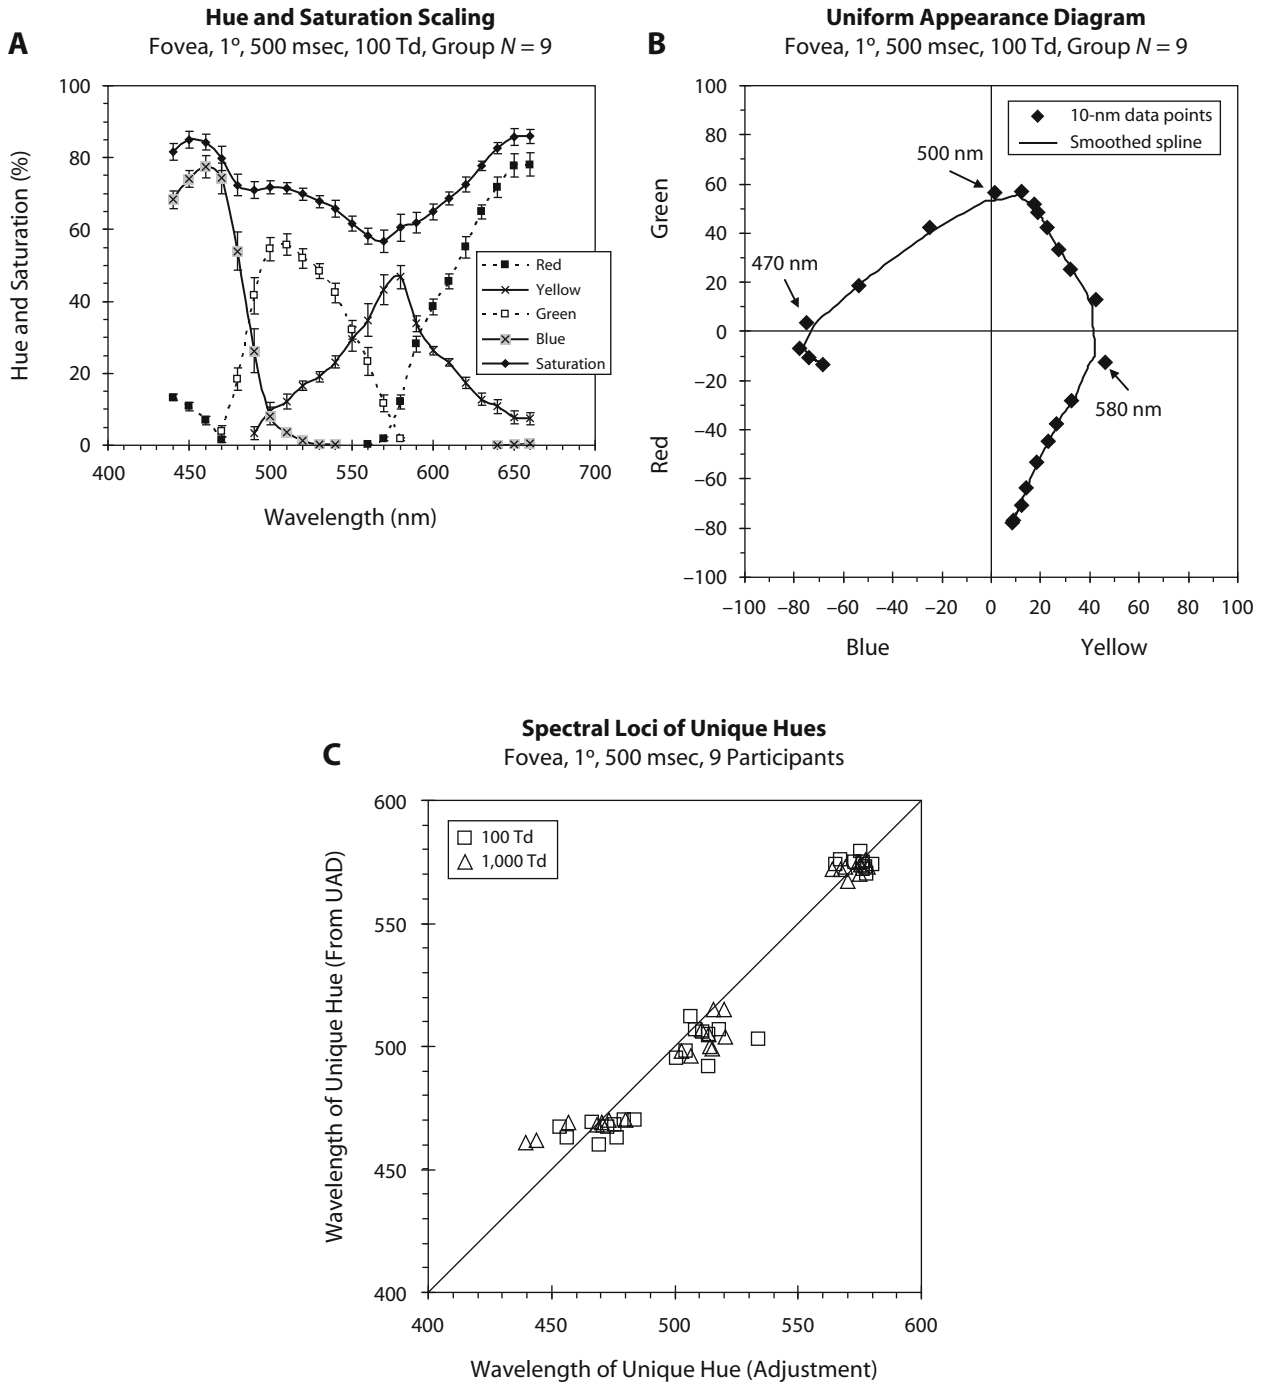 Hue and Saturation Scaling
A
Fovea, 1º, 500 msec, 100 Td, Group N = 9
Hue and Saturation (%)
100
80
60
40
20
0
Red
Yellow
Green
Blue
Saturation
400 450 500 550 600 650 700
Wavelength (nm)
Uniform Appearance Diagram
B
Fovea, 1º, 500 msec, 100 Td, Group N = 9
Green
Red
100
80
60
40
20
0
–20
–40
–60
–80
–100
10-nm data points
Smoothed spline
500 nm
470 nm
580 nm
–100 –80 –60 –40 –20 0 20 40 60 80 100
Blue Yellow
Spectral Loci of Unique Hues
C
Fovea, 1º, 500 msec, 9 Participants
Wavelength of Unique Hue (From UAD)
600
550
500
450
400
100 Td
1,000 Td
400 450 500 550 600
Wavelength of Unique Hue (Adjustment)